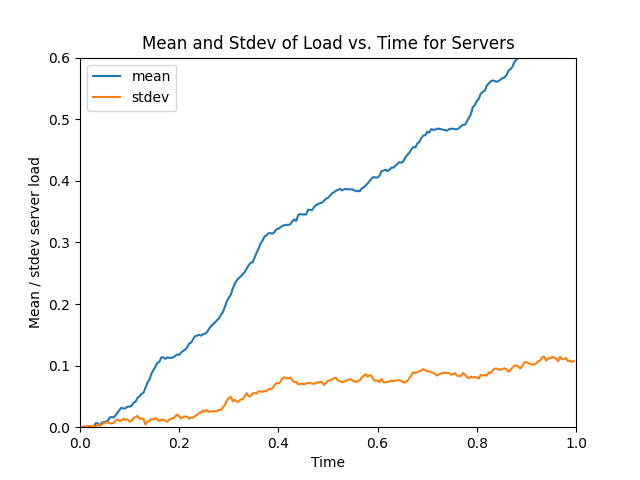 Mean and Stdev of Load vs. Time for Servers
Mean / stdev server load
0.6
0.5
0.4
0.3
0.2
0.1
0.0
mean
stdev
0.0 0.2 0.4 0.6 0.8 1.0
Time